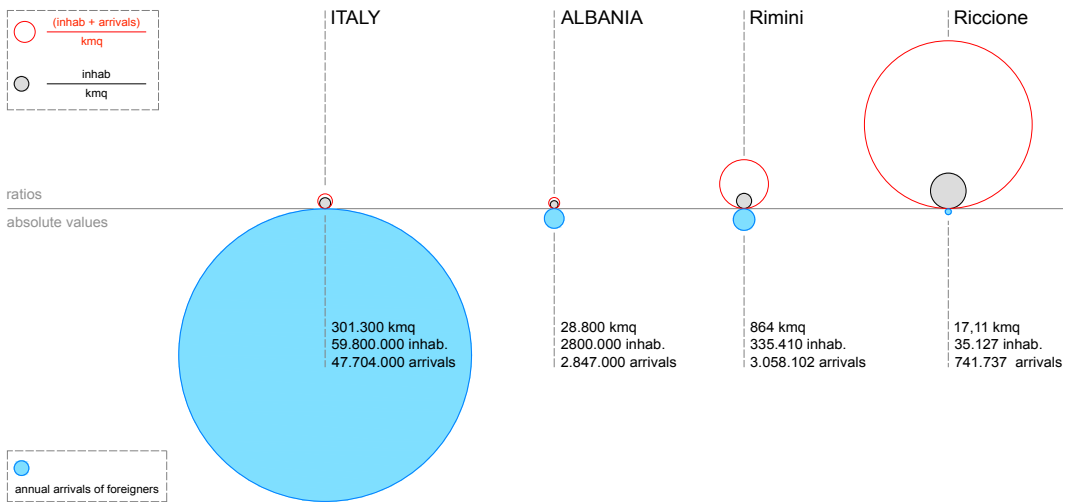 (inhab + arrivals)
kmq
inhab
kmq
ITALY
ALBANIA
Rimini
Riccione
ratios
absolute values
301.300 kmq
59.800.000 inhab.
47.704.000 arrivals
28.800 kmq
2800.000 inhab.
2.847.000 arrivals
864 kmq
335.410 inhab.
3.058.102 arrivals
17,11 kmq
35.127 inhab.
741.737 arrivals
annual arrivals of foreigners